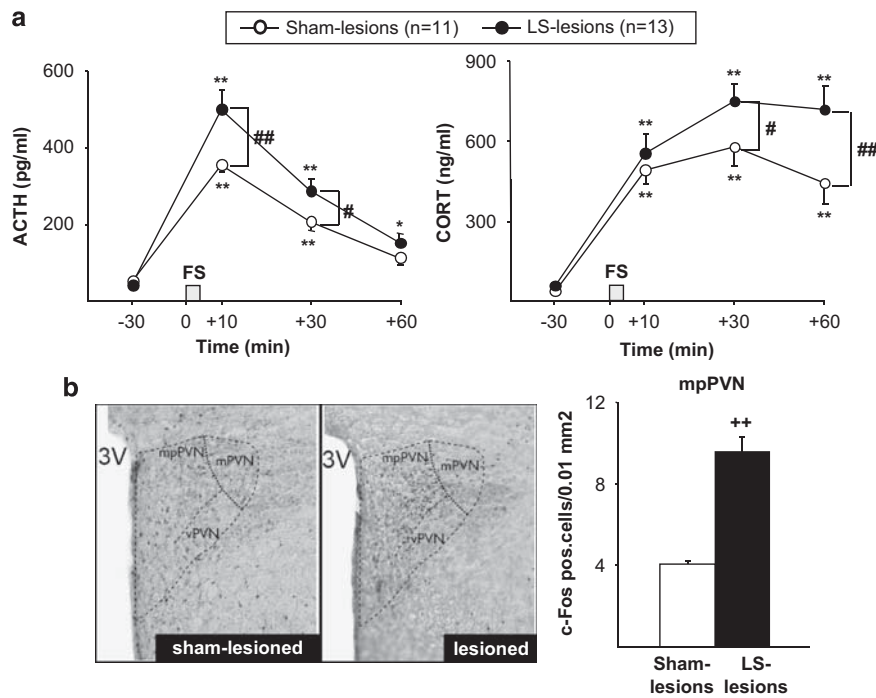 a
Sham-lesions (n=11) LS-lesions (n=13)
600
400
200
ACTH (pg/ml)
**
##
**
**
#
**
*
FS
-30 0 +10 +30 +60
Time (min)
900
600
300
CORT (ng/ml)
**
**
**
#
**
**
##
**
FS
-30 0 +10 +30 +60
Time (min)
b
3V
mpPVN
mPVN
vPVN
sham-lesioned
3V
mpPVN
mPVN
vPVN
lesioned
mpPVN
12
8
4
c-Fos pos.cells/0.01 mm2
++
Sham- LS-
lesions lesions